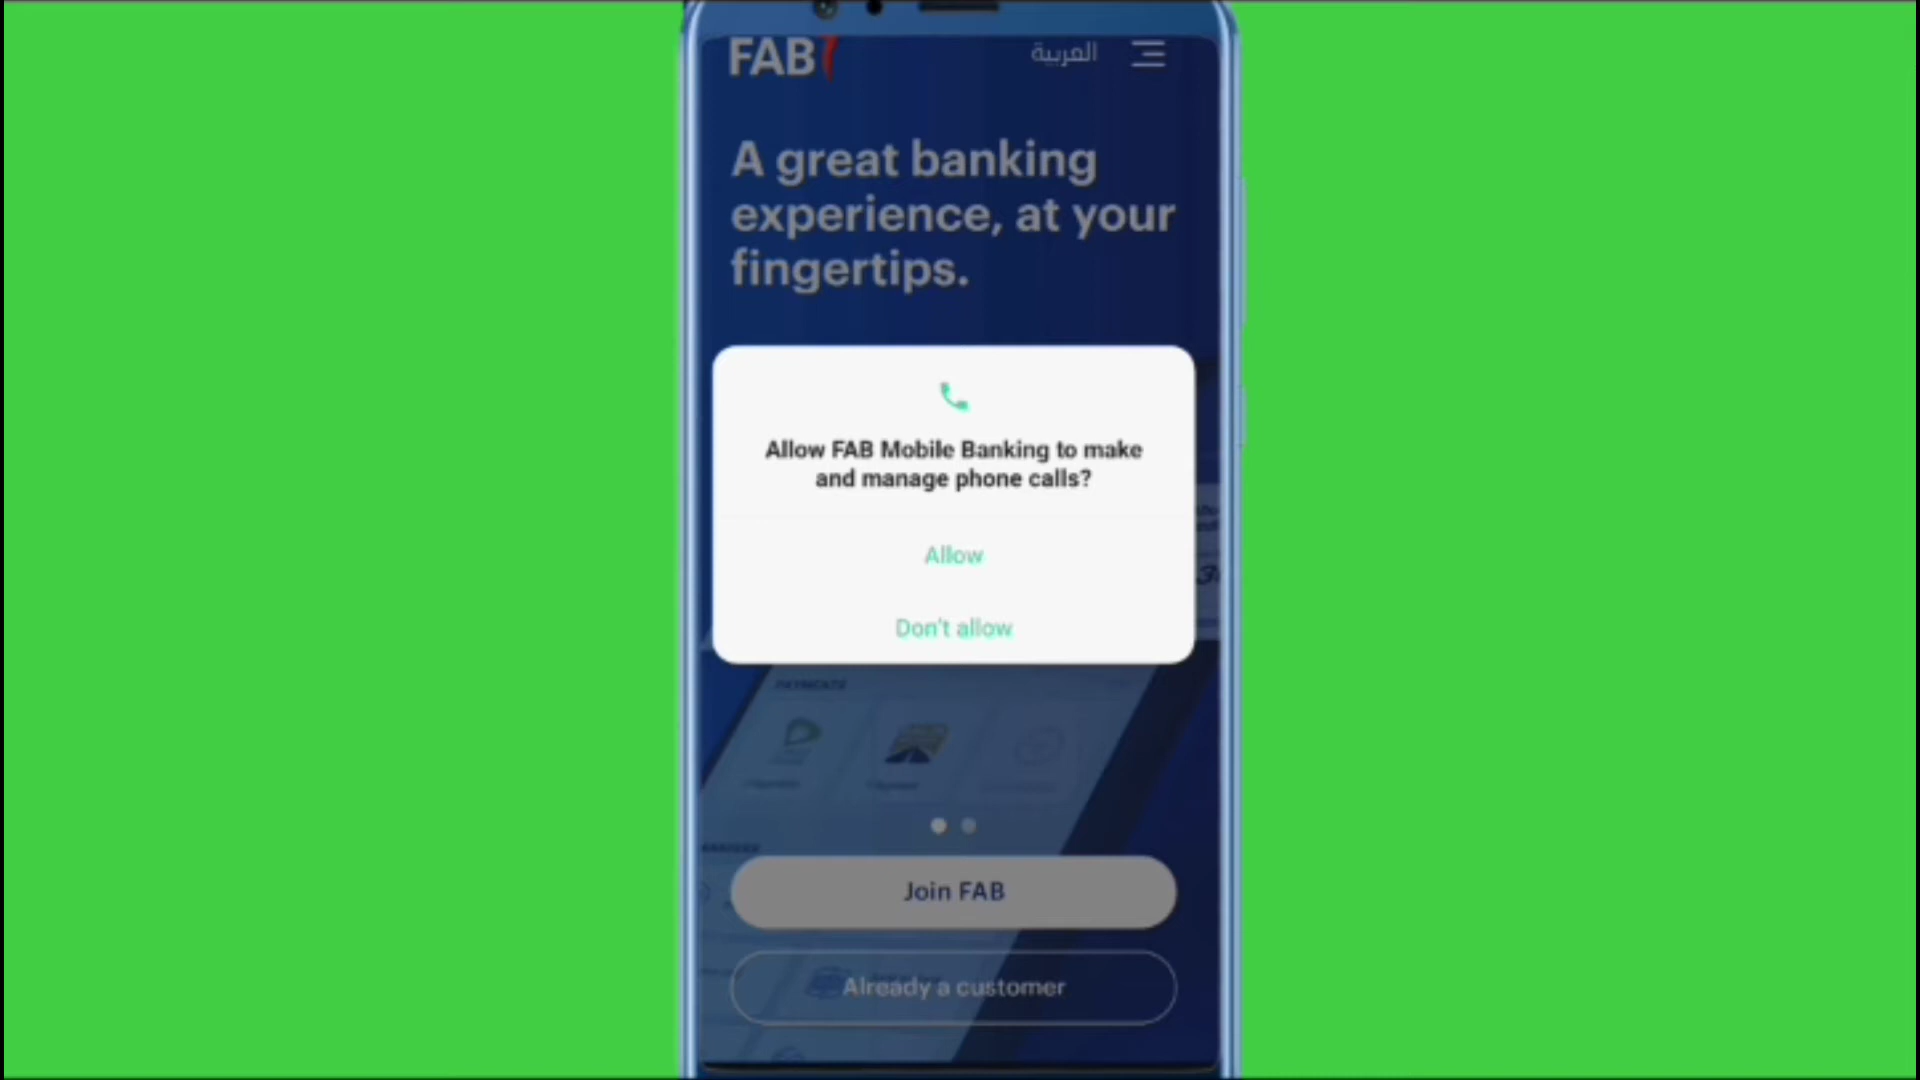 FAB
العربية
A great banking
experience, at your
fingertips.
Allow FAB Mobile Banking to make
and manage phone calls?
Allow
Don't allow
PAYMENTS
Join FAB
Already a customer